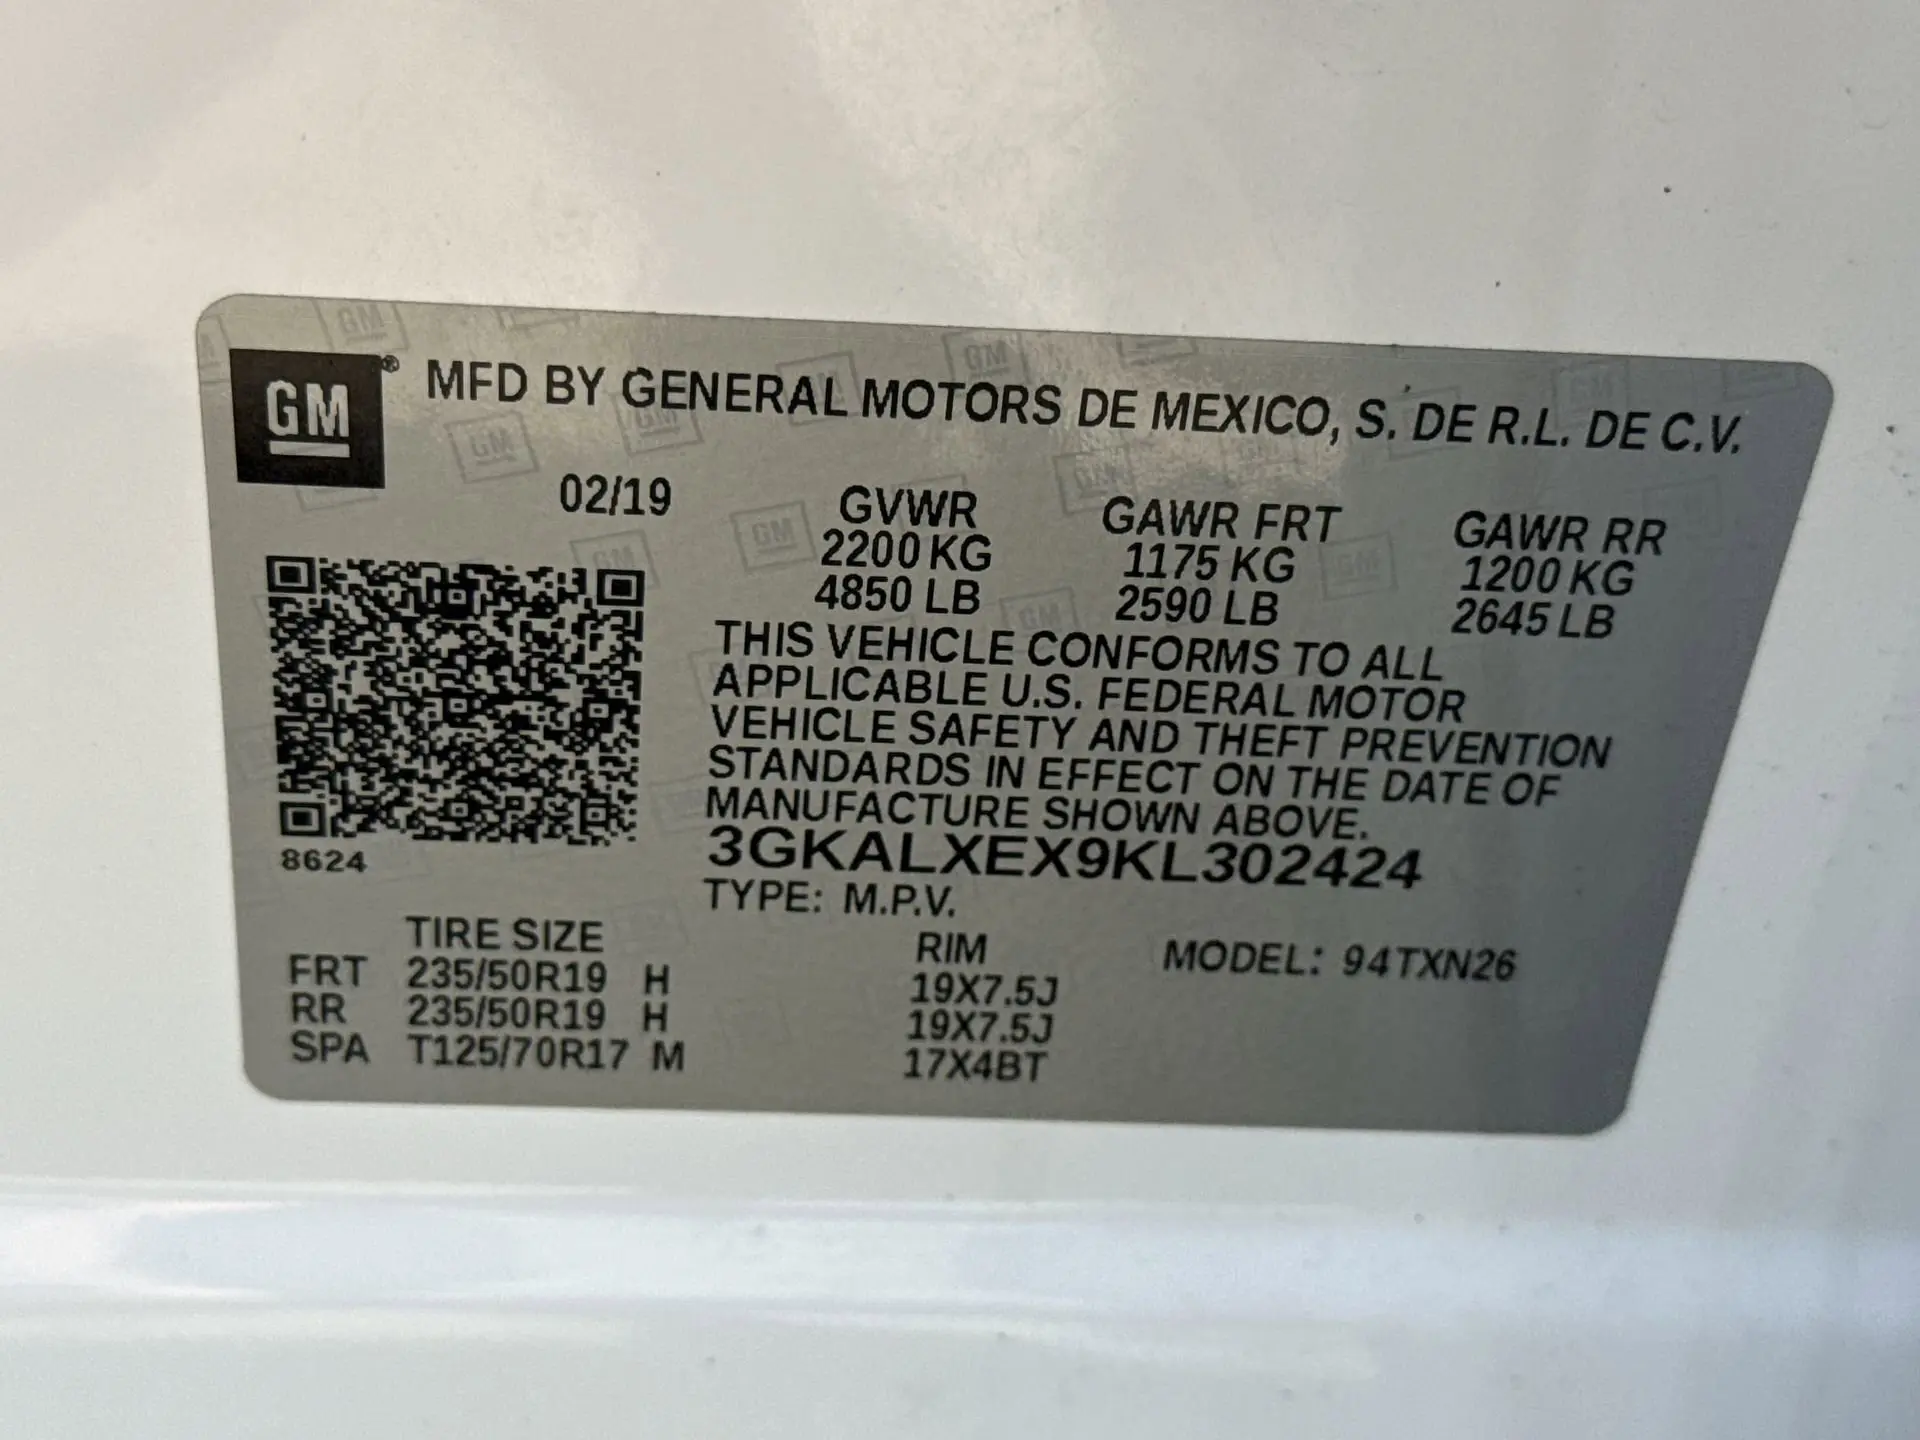 GM® MFD BY GENERAL MOTORS DE MEXICO, S. DE R.L. DE C.V.
02/19 GVWR GAWR FRT GAWR RR
2200 KG 1175 KG 1200 KG
4850 LB 2590 LB 2645 LB
THIS VEHICLE CONFORMS TO ALL
APPLICABLE U.S. FEDERAL MOTOR
VEHICLE SAFETY AND THEFT PREVENTION
STANDARDS IN EFFECT ON THE DATE OF
MANUFACTURE SHOWN ABOVE.
8624 3GKALXEX9KL302424
TYPE: M.P.V.
TIRE SIZE RIM MODEL: 94TXN26
FRT 235/50R19 H 19X7.5J
RR 235/50R19 H 19X7.5J
SPA T125/70R17 M 17X4BT